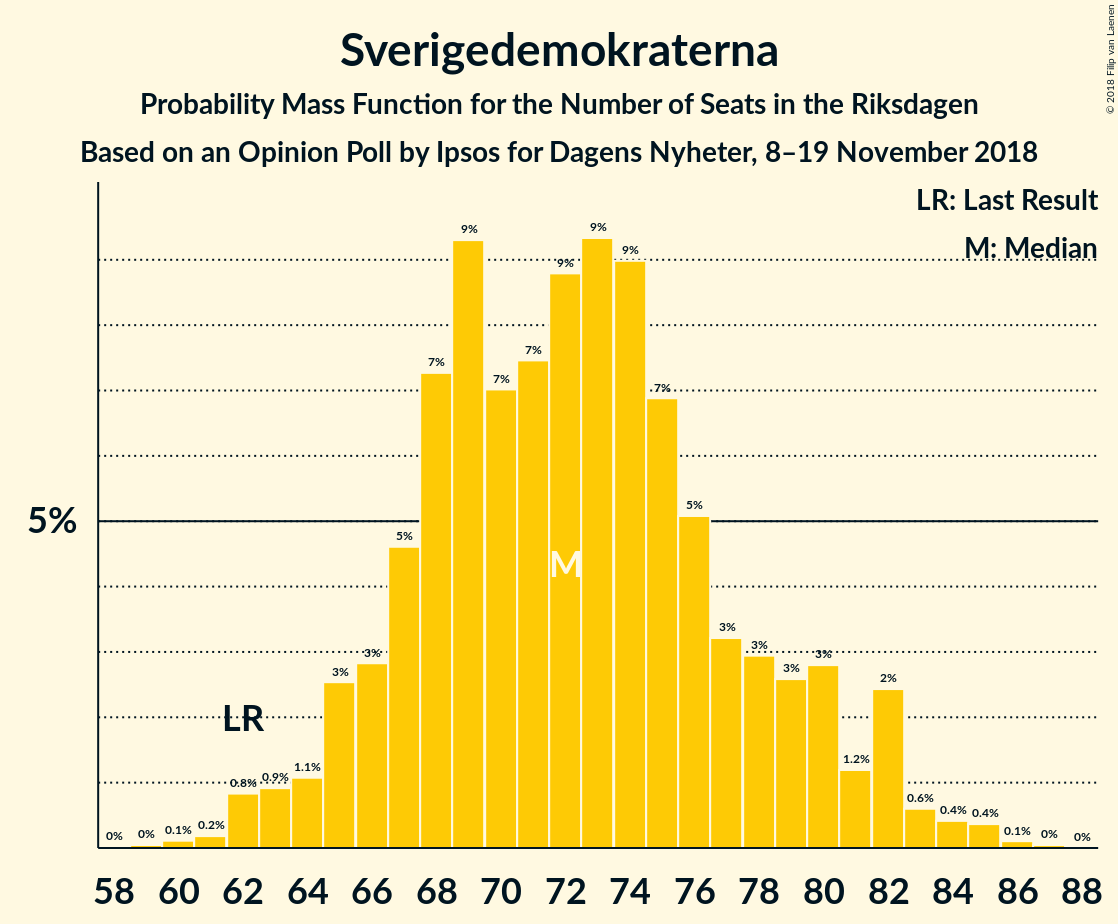 Sverigedemokraterna
Probability Mass Function for the Number of Seats in the Riksdagen
Based on an Opinion Poll by Ipsos for Dagens Nyheter, 8–19 November 2018
© 2018 Filip van Laenen
LR: Last Result
M: Median
5%
0% 0% 0.1% 0.2% 0.8% 0.9% 1.1% 3% 3% 5% 7% 9% 7% 7% 9% 9% 9% 7% 5% 3% 3% 3% 3% 1.2% 2% 0.6% 0.4% 0.4% 0.1% 0% 0%
LR
M
58 60 62 64 66 68 70 72 74 76 78 80 82 84 86 88